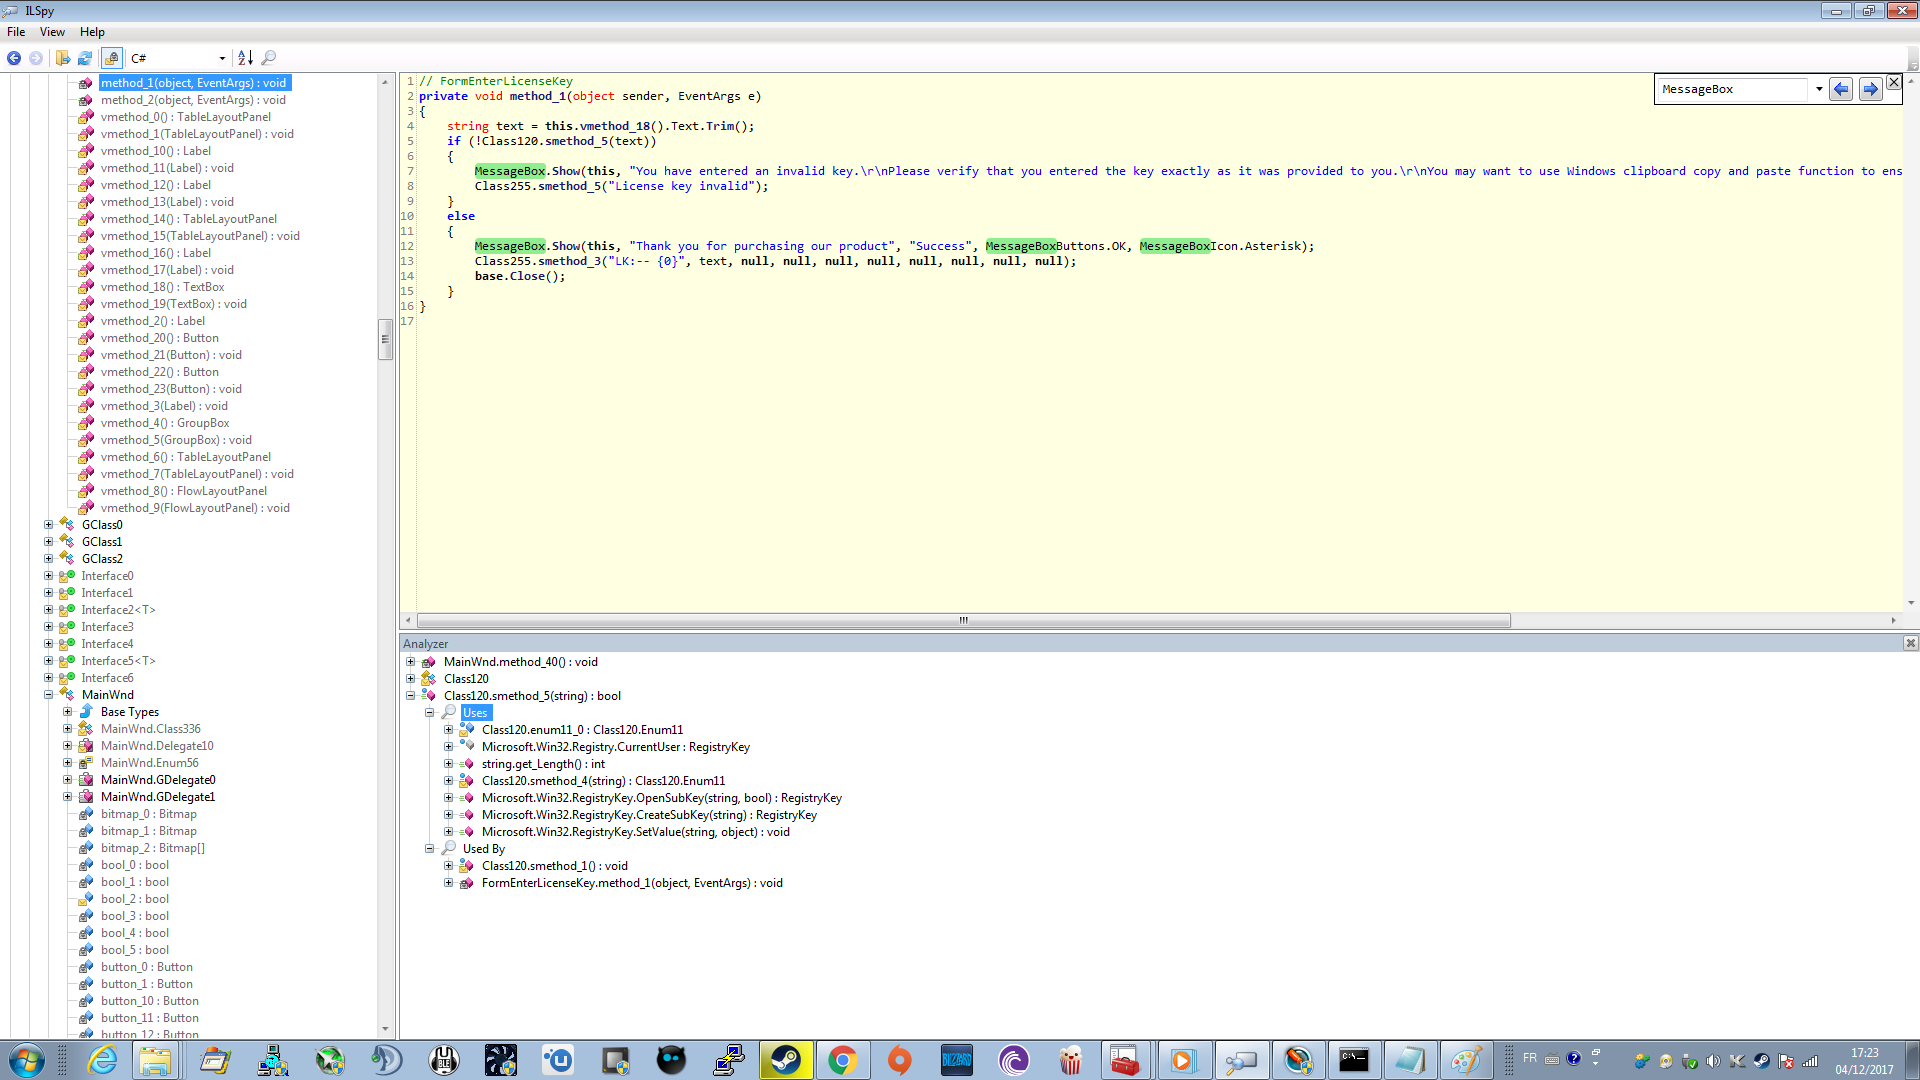 ILSpy
File View Help
C#
method_1(object, EventArgs) : void
method_2(object, EventArgs) : void
vmethod_0() : TableLayoutPanel
vmethod_1(TableLayoutPanel) : void
vmethod_10() : Label
vmethod_11(Label) : void
vmethod_12() : Label
vmethod_13(Label) : void
vmethod_14() : TableLayoutPanel
vmethod_15(TableLayoutPanel) : void
vmethod_16() : Label
vmethod_17(Label) : void
vmethod_18() : TextBox
vmethod_19(TextBox) : void
vmethod_2() : Label
vmethod_20() : Button
vmethod_21(Button) : void
vmethod_22() : Button
vmethod_23(Button) : void
vmethod_3(Label) : void
vmethod_4() : GroupBox
vmethod_5(GroupBox) : void
vmethod_6() : TableLayoutPanel
vmethod_7(TableLayoutPanel) : void
vmethod_8() : FlowLayoutPanel
vmethod_9(FlowLayoutPanel) : void
GClass0
GClass1
GClass2
Interface0
Interface1
Interface2<T>
Interface3
Interface4
Interface5<T>
Interface6
MainWnd
Base Types
MainWnd.Class336
MainWnd.Delegate10
MainWnd.Enum56
MainWnd.GDelegate0
MainWnd.GDelegate1
bitmap_0 : Bitmap
bitmap_1 : Bitmap
bitmap_2 : Bitmap[]
bool_0 : bool
bool_1 : bool
bool_2 : bool
bool_3 : bool
bool_4 : bool
bool_5 : bool
button_0 : Button
button_1 : Button
button_10 : Button
button_11 : Button
button_12 : Button
1 // FormEnterLicenseKey
2 private void method_1(object sender, EventArgs e)
3 {
4 string text = this.vmethod_18().Text.Trim();
5 if (!Class120.smethod_5(text))
6 {
7 MessageBox.Show(this, "You have entered an invalid key.\r\nPlease verify that you entered the key exactly as it was provided to you.\r\nYou may want to use Windows clipboard copy and paste function to ens
8 Class255.smethod_5("License key invalid");
9 }
10 else
11 {
12 MessageBox.Show(this, "Thank you for purchasing our product", "Success", MessageBoxButtons.OK, MessageBoxIcon.Asterisk);
13 Class255.smethod_3("LK:-- {0}", text, null, null, null, null, null, null, null, null);
14 base.Close();
15 }
16 }
17
MessageBox
Analyzer
MainWnd.method_40() : void
Class120
Class120.smethod_5(string) : bool
Uses
Class120.enum11_0 : Class120.Enum11
Microsoft.Win32.Registry.CurrentUser : RegistryKey
string.get_Length() : int
Class120.smethod_4(string) : Class120.Enum11
Microsoft.Win32.RegistryKey.OpenSubKey(string, bool) : RegistryKey
Microsoft.Win32.RegistryKey.CreateSubKey(string) : RegistryKey
Microsoft.Win32.RegistryKey.SetValue(string, object) : void
Used By
Class120.smethod_1() : void
FormEnterLicenseKey.method_1(object, EventArgs) : void
BLIZZARD
FR
17:23
04/12/2017